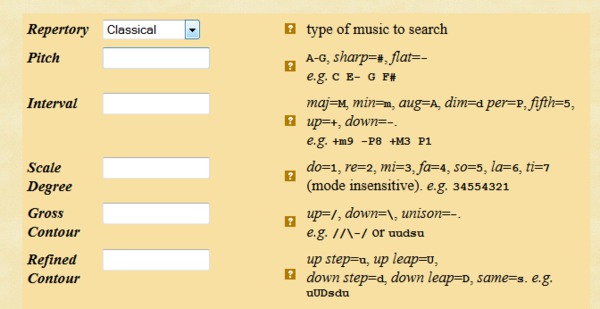 Repertory Classical ? type of music to search
Pitch ? A-G, sharp=#, flat=-
e.g. C E- G F#
Interval ? maj=M, min=m, aug=A, dim=d per=P, fifth=5,
up=+, down=-.
e.g. +m9 -P8 +M3 P1
Scale ? do=1, re=2, mi=3, fa=4, so=5, la=6, ti=7
Degree (mode insensitive). e.g. 34554321
Gross ? up=/, down=\, unison=-.
Contour e.g. //\-/ or uudsu
Refined ? up step=u, up leap=U,
Contour down step=d, down leap=D, same=s. e.g.
uUDsdu